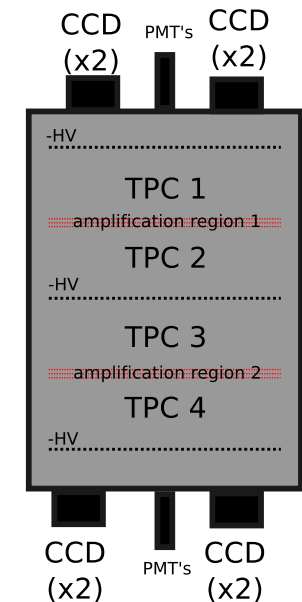 CCD
(x2)
PMT's
CCD
(x2)
-HV
TPC 1
amplification region 1
TPC 2
-HV
TPC 3
amplification region 2
TPC 4
-HV
CCD
(x2)
PMT's
CCD
(x2)